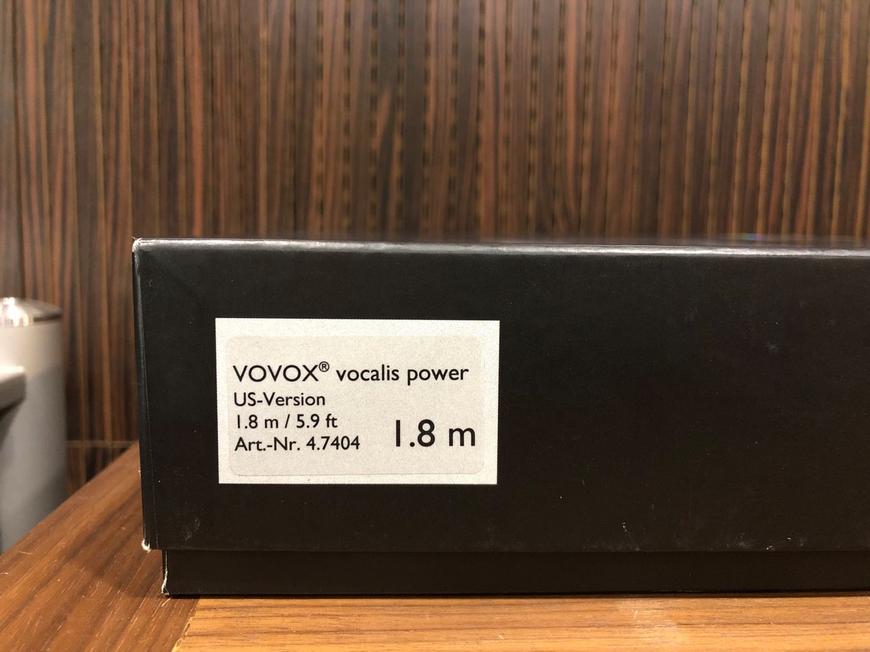 VOVOX® vocalis power
US-Version
1.8 m / 5.9 ft
Art.-Nr. 4.7404
1.8 m